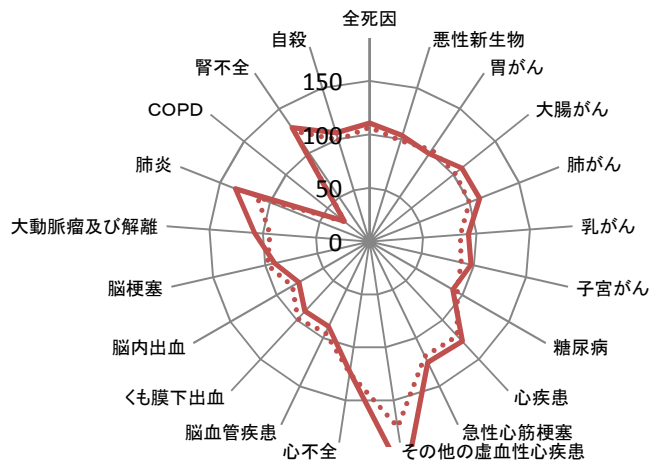 全死因
自殺
悪性新生物
腎不全
胃がん
150
COPD
大腸がん
100
肺炎
肺がん
50
大動脈瘤及び解離
乳がん
0
脳梗塞
子宮がん
脳内出血
糖尿病
くも膜下出血
心疾患
脳血管疾患
急性心筋梗塞
心不全
その他の虚血性心疾患